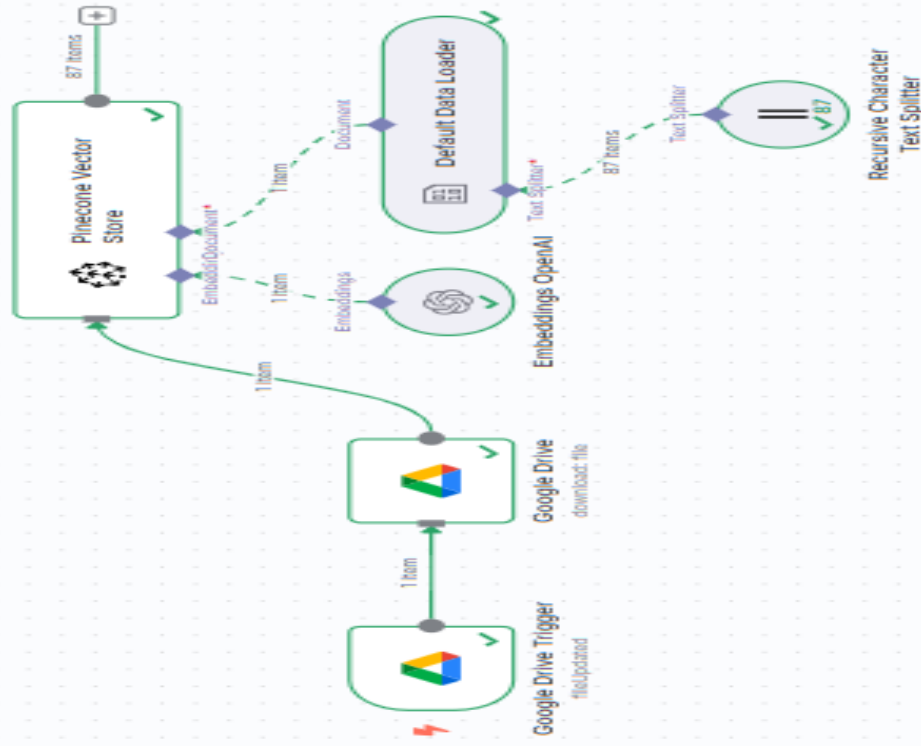 Google Drive Trigger
fileUpdated
1 item
Google Drive
download: file
1 item
Pinecone Vector
Store
87 items
Embeddin
Document*
1 item
1 item
Embeddings
Document
Embeddings OpenAI
Default Data Loader
Text Splitter*
87 items
Text Splitter
87
Recursive Character
Text Splitter